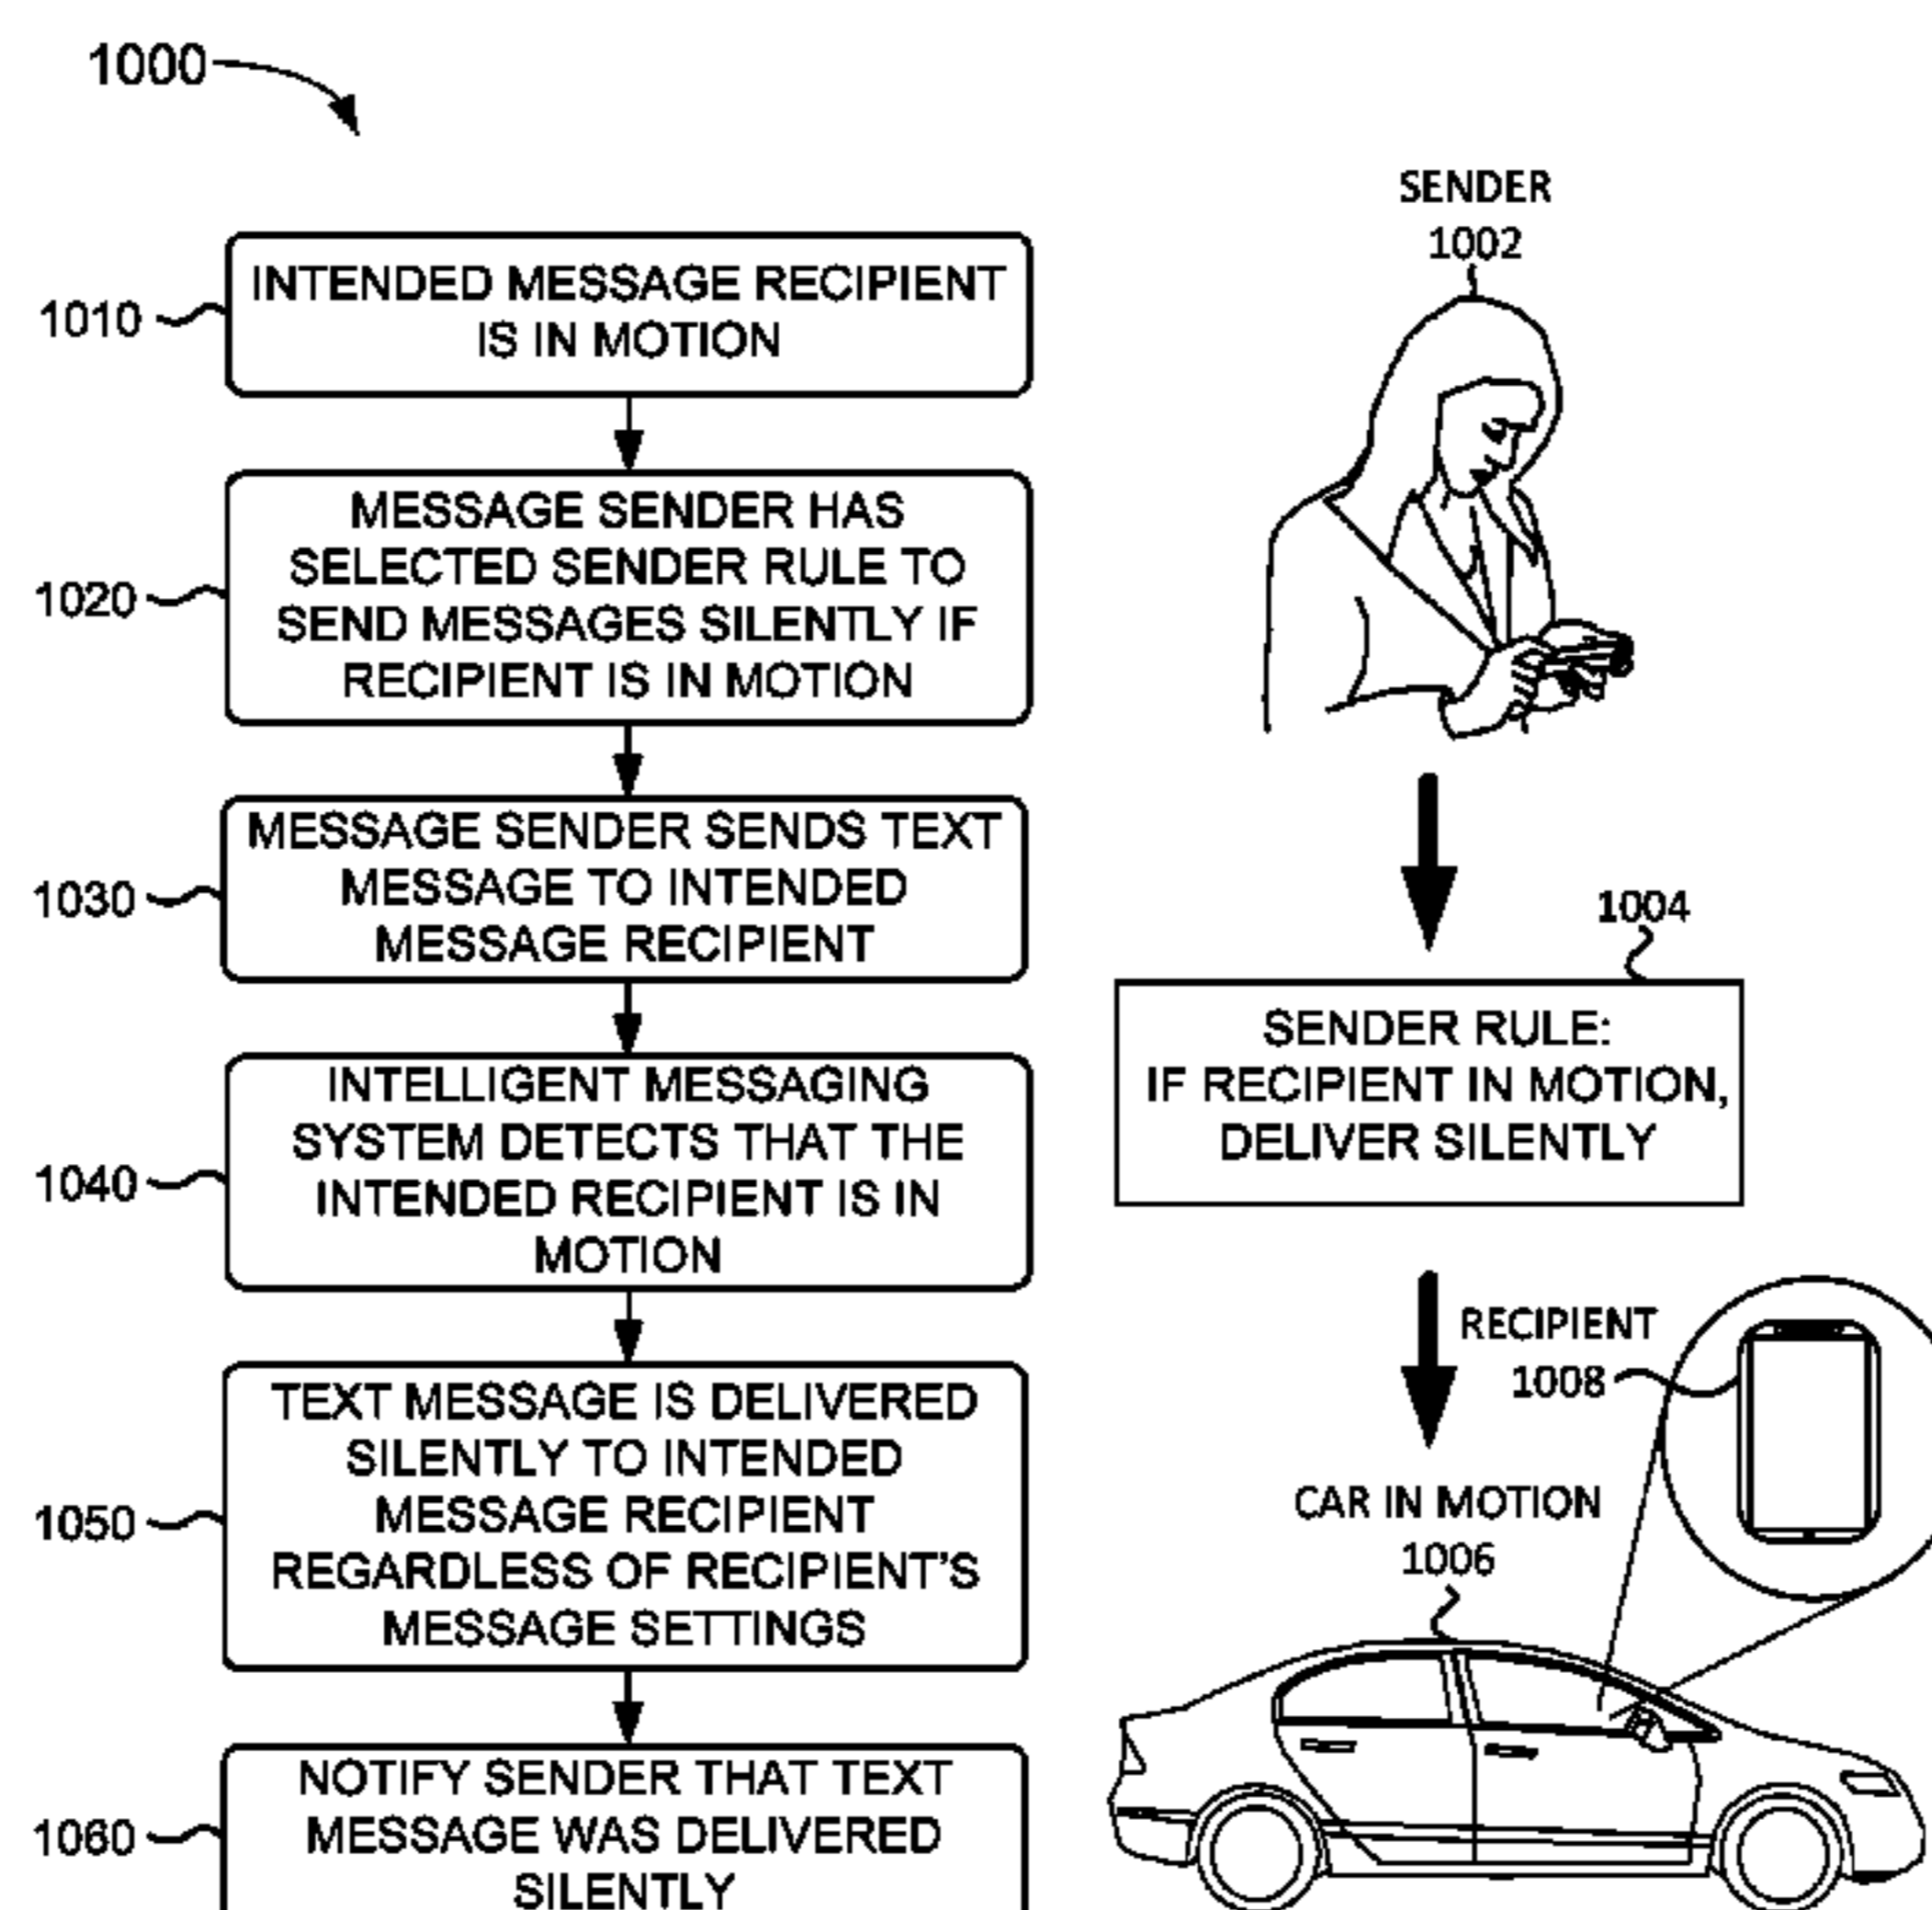 1000
1010
INTENDED MESSAGE RECIPIENT
IS IN MOTION
1020
MESSAGE SENDER HAS
SELECTED SENDER RULE TO
SEND MESSAGES SILENTLY IF
RECIPIENT IS IN MOTION
1030
MESSAGE SENDER SENDS TEXT
MESSAGE TO INTENDED
MESSAGE RECIPIENT
1040
INTELLIGENT MESSAGING
SYSTEM DETECTS THAT THE
INTENDED RECIPIENT IS IN
MOTION
1050
TEXT MESSAGE IS DELIVERED
SILENTLY TO INTENDED
MESSAGE RECIPIENT
REGARDLESS OF RECIPIENT'S
MESSAGE SETTINGS
1060
NOTIFY SENDER THAT TEXT
MESSAGE WAS DELIVERED
SILENTLY
SENDER
1002
1004
SENDER RULE:
IF RECIPIENT IN MOTION,
DELIVER SILENTLY
RECIPIENT
1008
CAR IN MOTION
1006